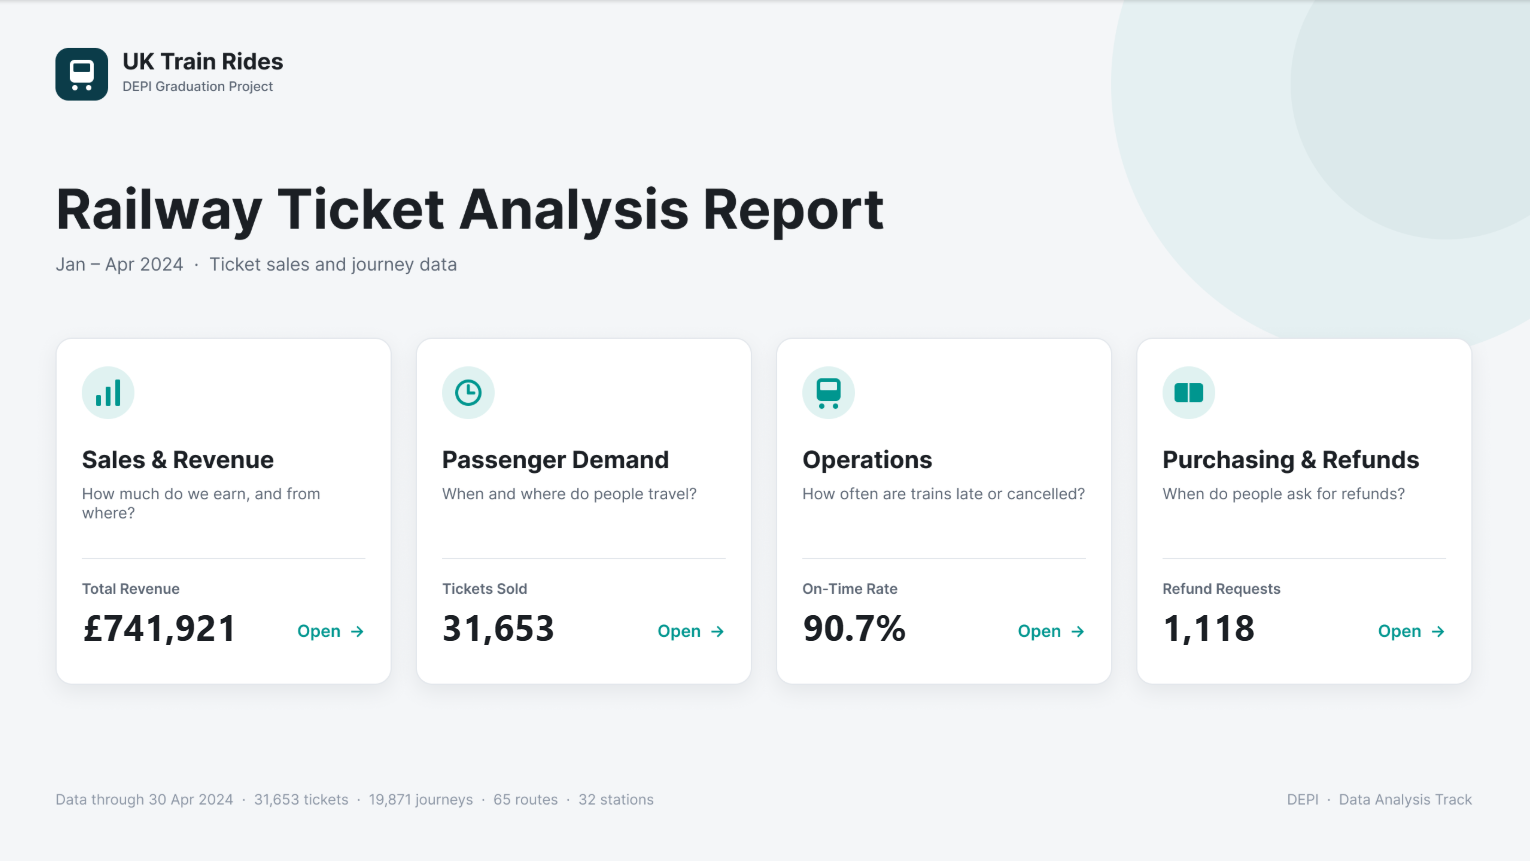 UK Train Rides
DEPI Graduation Project
Railway Ticket Analysis Report
Jan – Apr 2024 · Ticket sales and journey data
Sales & Revenue
How much do we earn, and from
where?
Total Revenue
£741,921
Open →
Passenger Demand
When and where do people travel?
Tickets Sold
31,653
Open →
Operations
How often are trains late or cancelled?
On-Time Rate
90.7%
Open →
Purchasing & Refunds
When do people ask for refunds?
Refund Requests
1,118
Open →
Data through 30 Apr 2024 · 31,653 tickets · 19,871 journeys · 65 routes · 32 stations
DEPI · Data Analysis Track